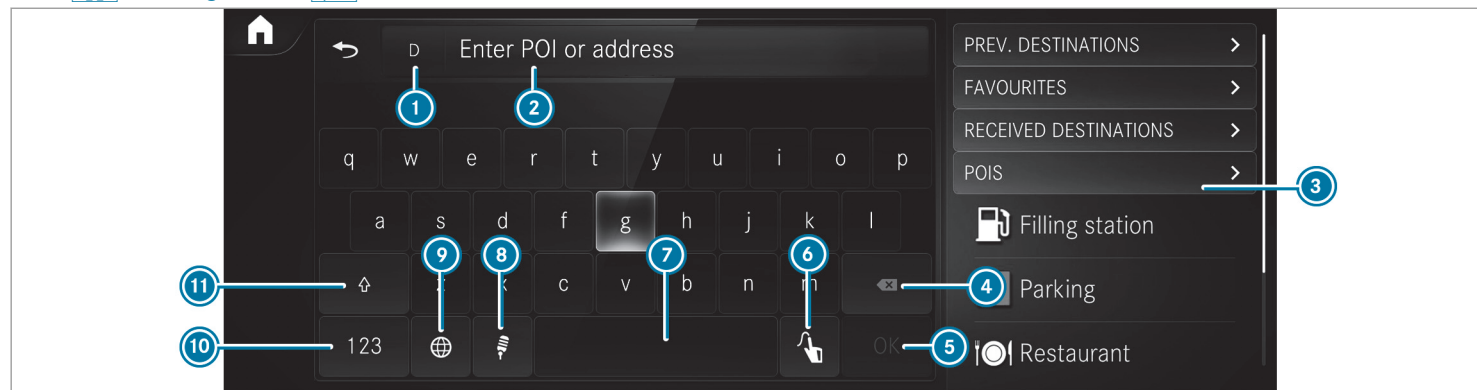 D Enter POI or address
1 2
PREV. DESTINATIONS
FAVOURITES
RECEIVED DESTINATIONS
POIS
3
Filling station
Parking
Restaurant
q w e r t y u i o p
a s d f g h j k l
9 8 7 6
11 c v b n m 4
10 123 OK 5